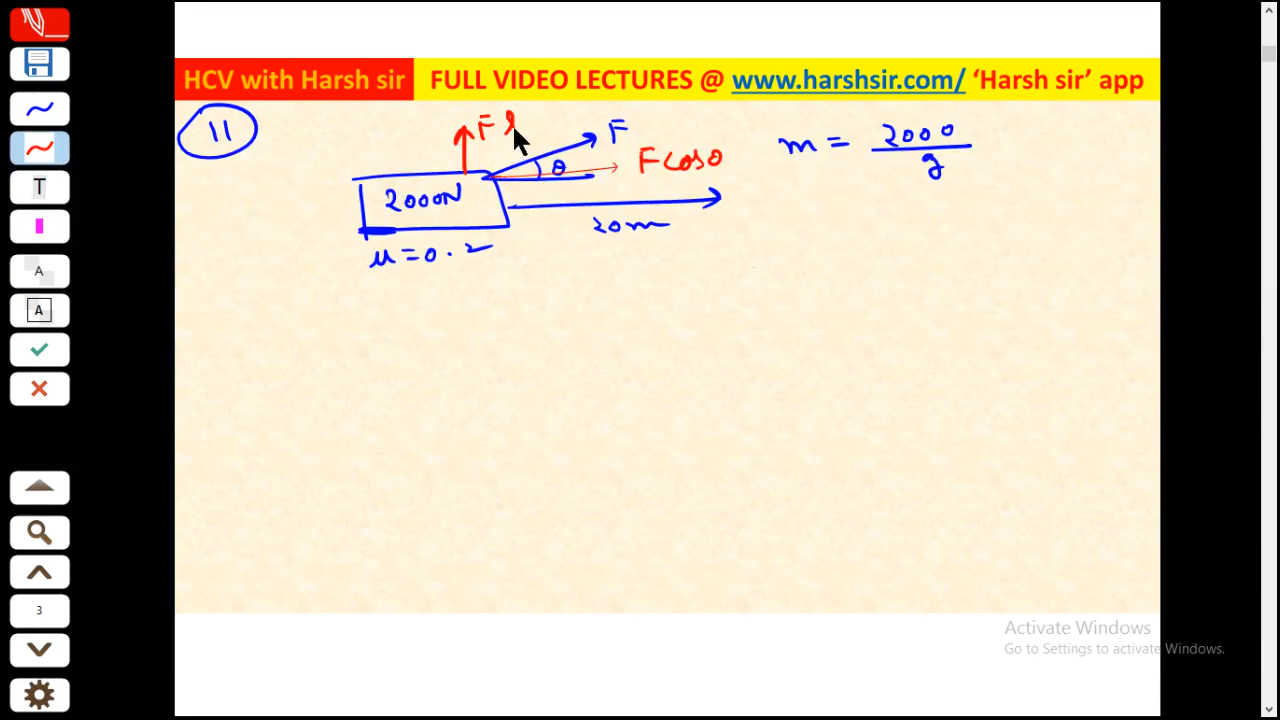 HCV with Harsh sir FULL VIDEO LECTURES @ www.harshsir.com/ ‘Harsh sir’ app
11
F
F
θ
F cosθ
m = 2000/g
2000N
20m
μ = 0.2
T
A
A
3
Activate Windows
Go to Settings to activate Windows.